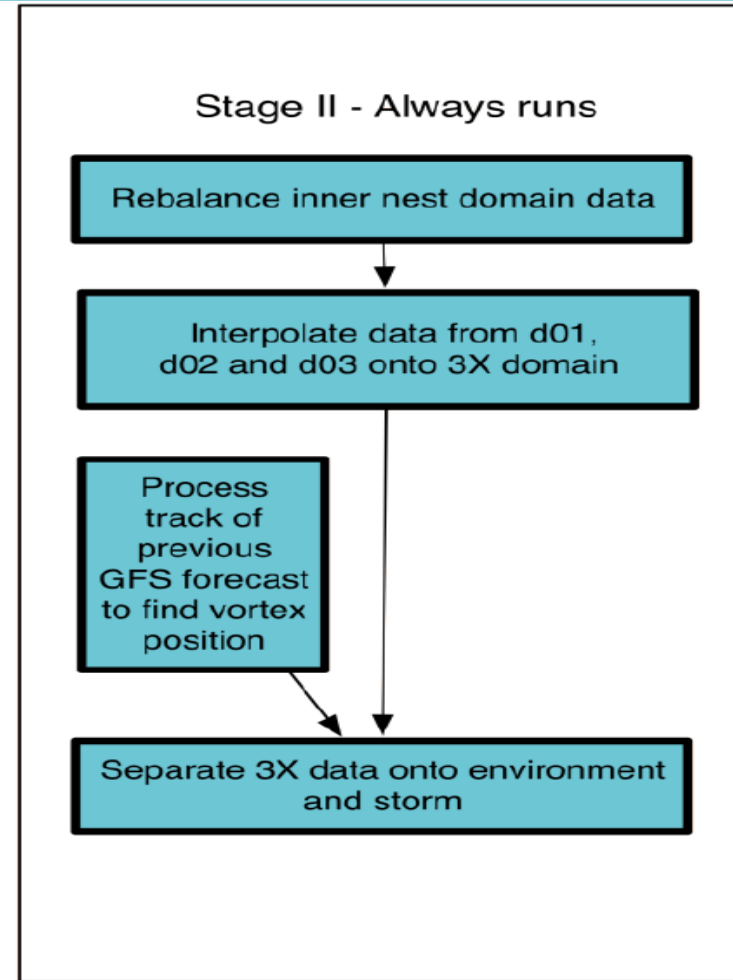 Stage II - Always runs
Rebalance inner nest domain data
Interpolate data from d01,
d02 and d03 onto 3X domain
Process
track of
previous
GFS forecast
to find vortex
position
Separate 3X data onto environment
and storm